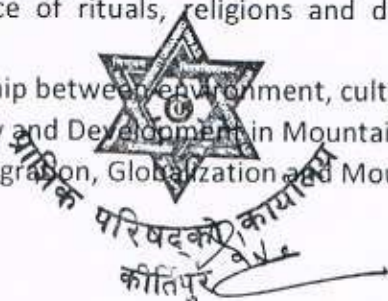 ce of rituals, religions and d
ip between environment, cult
y and Development in Mountai
gration, Globalization and Mou
प्राज्ञिक परिषद्को कार्यालय
कीर्तिपुर